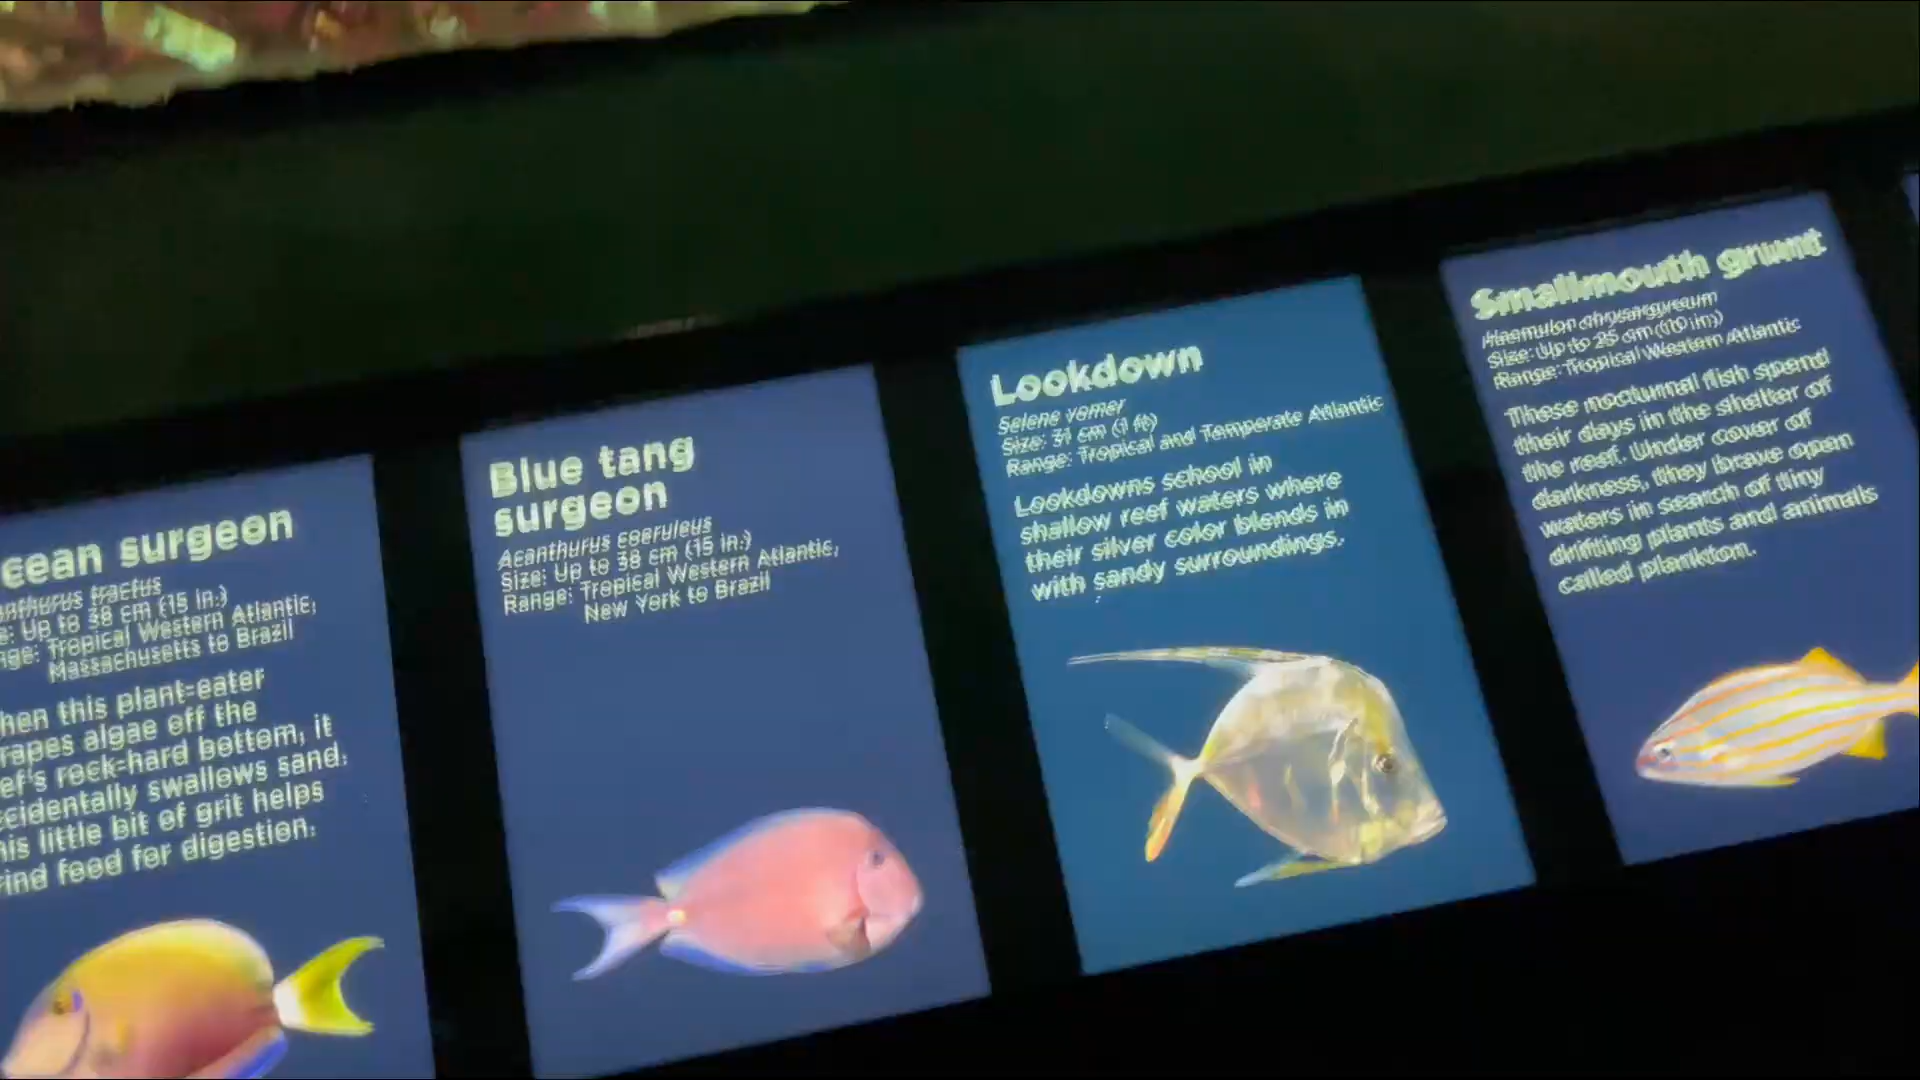 cean surgeon
anthurus tractus
e: Up to 38 cm (15 in.)
nge: Tropical Western Atlantic,
Massachusetts to Brazil
hen this plant-eater
rapes algae off the
ef's rock-hard bottom, it
ccidentally swallows sand.
his little bit of grit helps
rind food for digestion.
Blue tang
surgeon
Acanthurus coeruleus
Size: Up to 38 cm (15 in.)
Range: Tropical Western Atlantic,
New York to Brazil
Lookdown
Selene vomer
Size: 31 cm (1 ft)
Range: Tropical and Temperate Atlantic
Lookdowns school in
shallow reef waters where
their silver color blends in
with sandy surroundings.
Smallmouth grunt
Haemulon chrysargyreum
Size: Up to 25 cm (10 in.)
Range: Tropical Western Atlantic
These nocturnal fish spend
their days in the shelter of
the reef. Under cover of
darkness, they brave open
waters in search of tiny
drifting plants and animals
called plankton.